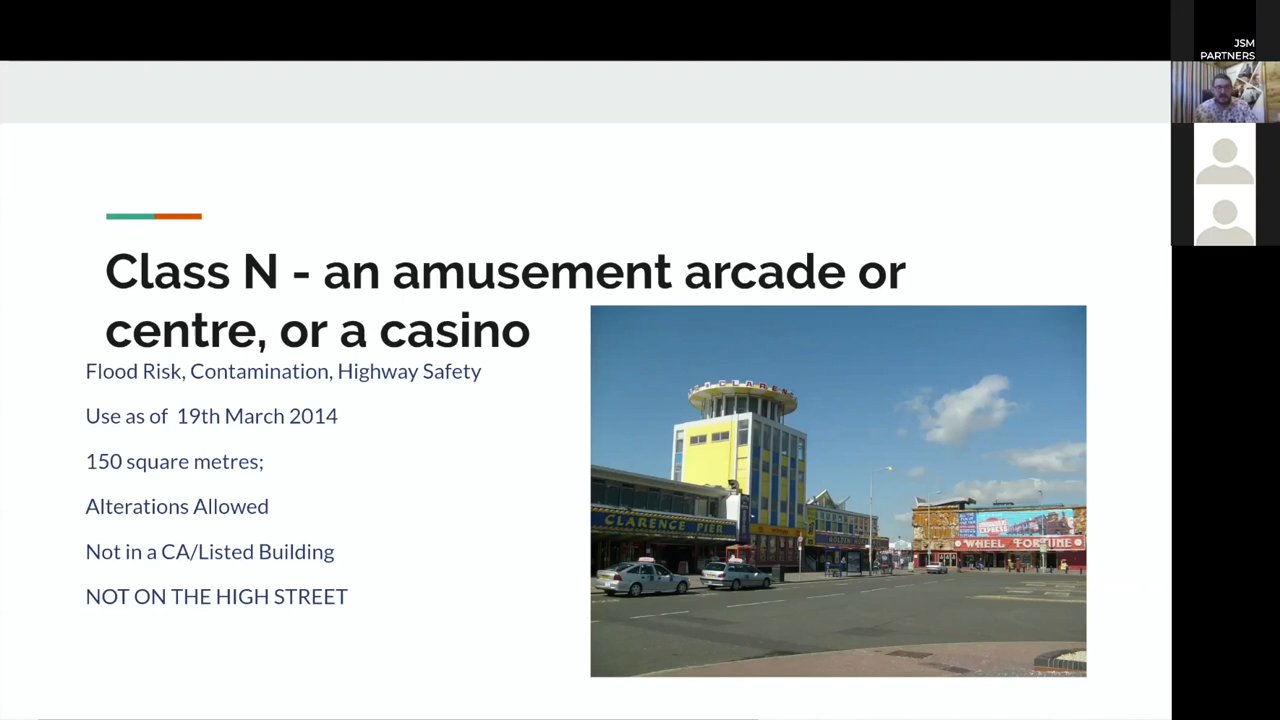 JSM
PARTNERS
Class N - an amusement arcade or
centre, or a casino
Flood Risk, Contamination, Highway Safety
Use as of 19th March 2014
150 square metres;
Alterations Allowed
Not in a CA/Listed Building
NOT ON THE HIGH STREET
CLARENCE PIER
WHEEL FORTUNE